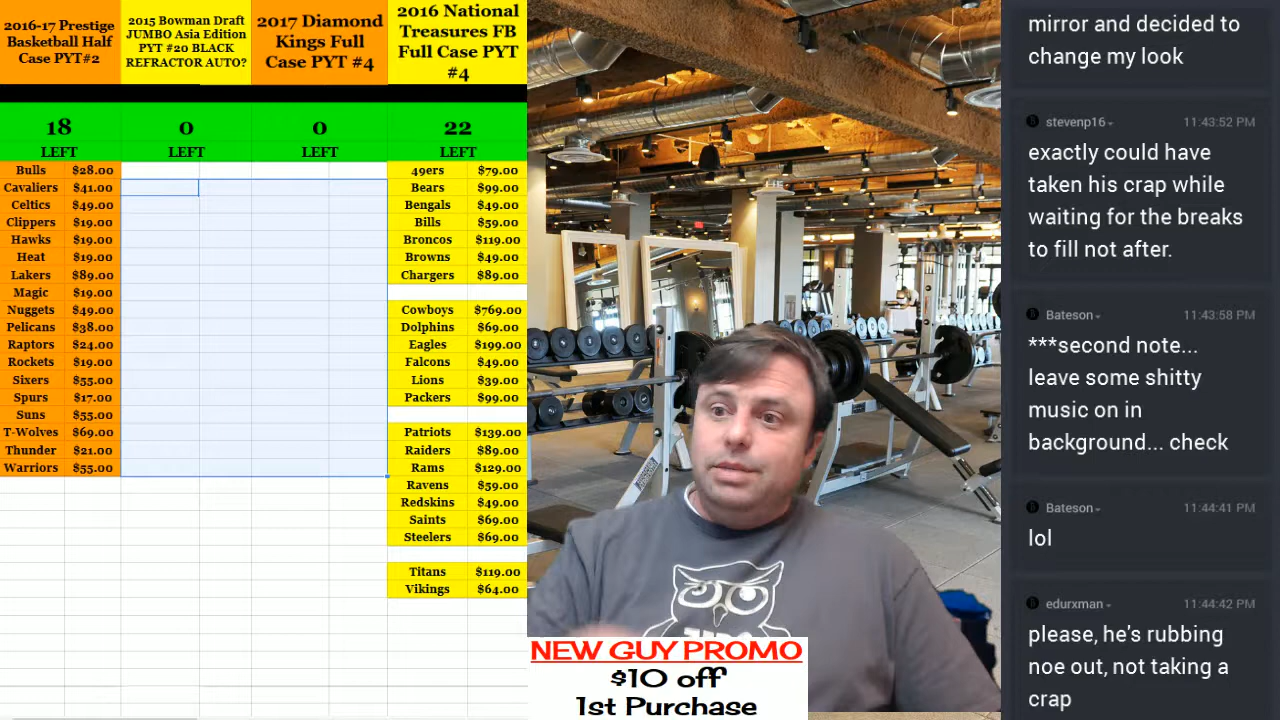 2016-17 Prestige
Basketball Half
Case PYT#2
2015 Bowman Draft
JUMBO Asia Edition
PYT #20 BLACK
REFRACTOR AUTO?
2017 Diamond
Kings Full
Case PYT #4
2016 National
Treasures FB
Full Case PYT
#4
18
LEFT
0
LEFT
0
LEFT
22
LEFT
Bulls $28.00
Cavaliers $41.00
Celtics $49.00
Clippers $19.00
Hawks $19.00
Heat $19.00
Lakers $89.00
Magic $19.00
Nuggets $49.00
Pelicans $38.00
Raptors $24.00
Rockets $19.00
Sixers $55.00
Spurs $17.00
Suns $55.00
T-Wolves $69.00
Thunder $21.00
Warriors $55.00
49ers $79.00
Bears $99.00
Bengals $49.00
Bills $59.00
Broncos $119.00
Browns $49.00
Chargers $89.00
Cowboys $769.00
Dolphins $69.00
Eagles $199.00
Falcons $49.00
Lions $39.00
Packers $99.00
Patriots $139.00
Raiders $89.00
Rams $129.00
Ravens $59.00
Redskins $49.00
Saints $69.00
Steelers $69.00
Titans $119.00
Vikings $64.00
NEW GUY PROMO
$10 off
1st Purchase
mirror and decided to
change my look
stevenp16 11:43:52 PM
exactly could have
taken his crap while
waiting for the breaks
to fill not after.
Bateson 11:43:58 PM
***second note...
leave some shitty
music on in
background... check
Bateson 11:44:41 PM
lol
edurxman 11:44:42 PM
please, he's rubbing
noe out, not taking a
crap